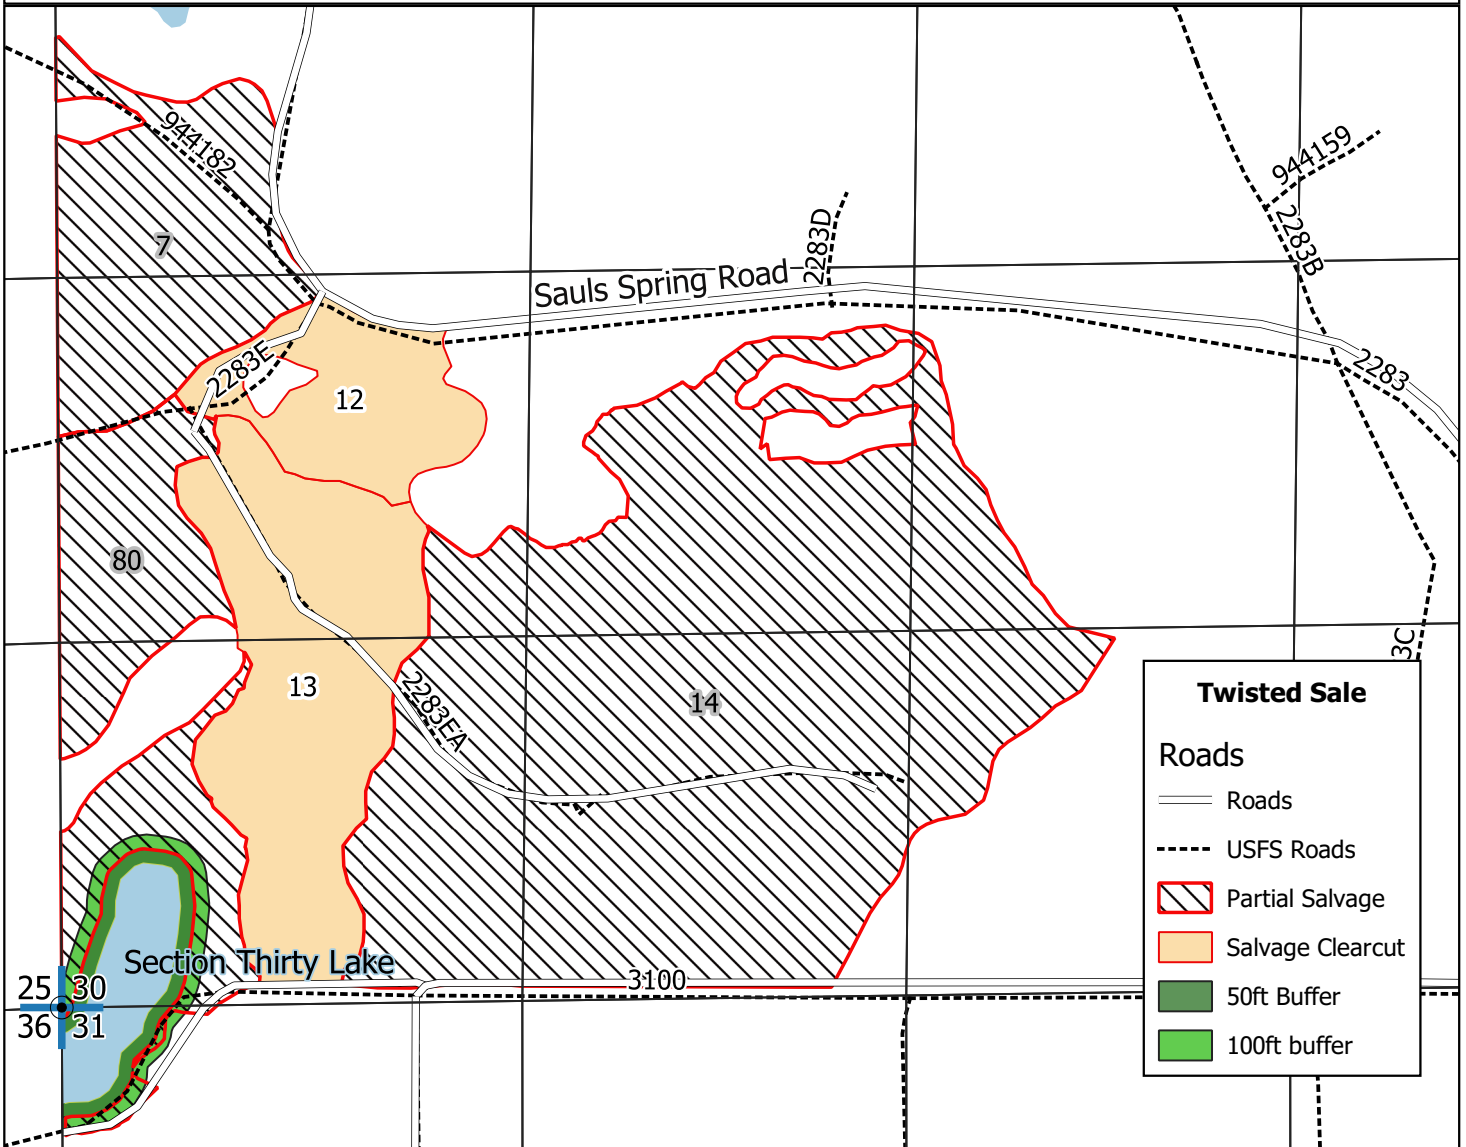 944182
944159
7
2283D
2283B
Sauls Spring Road
2283E
2283
12
80
3C
13
2283EA
14
Twisted Sale
Roads
Roads
USFS Roads
Partial Salvage
Salvage Clearcut
50ft Buffer
100ft buffer
Section Thirty Lake
3100
25 30
36 31